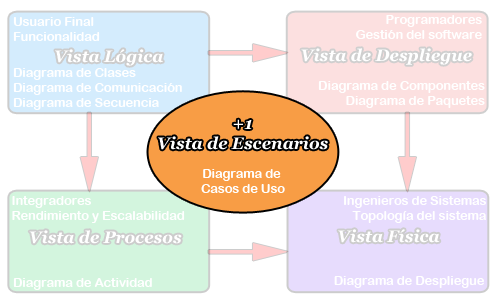 Usuario Final
Funcionalidad
Vista Lógica
Diagrama de Clases
Diagrama de Comunicación
Diagrama de Secuencia
Programadores
Gestión del software
Vista de Despliegue
Diagrama de Componentes
Diagrama de Paquetes
+1
Vista de Escenarios
Diagrama de
Casos de Uso
Integradores
Rendimiento y Escalabilidad
Vista de Procesos
Diagrama de Actividad
Ingenieros de Sistemas
Topología del sistema
Vista Física
Diagrama de Despliegue